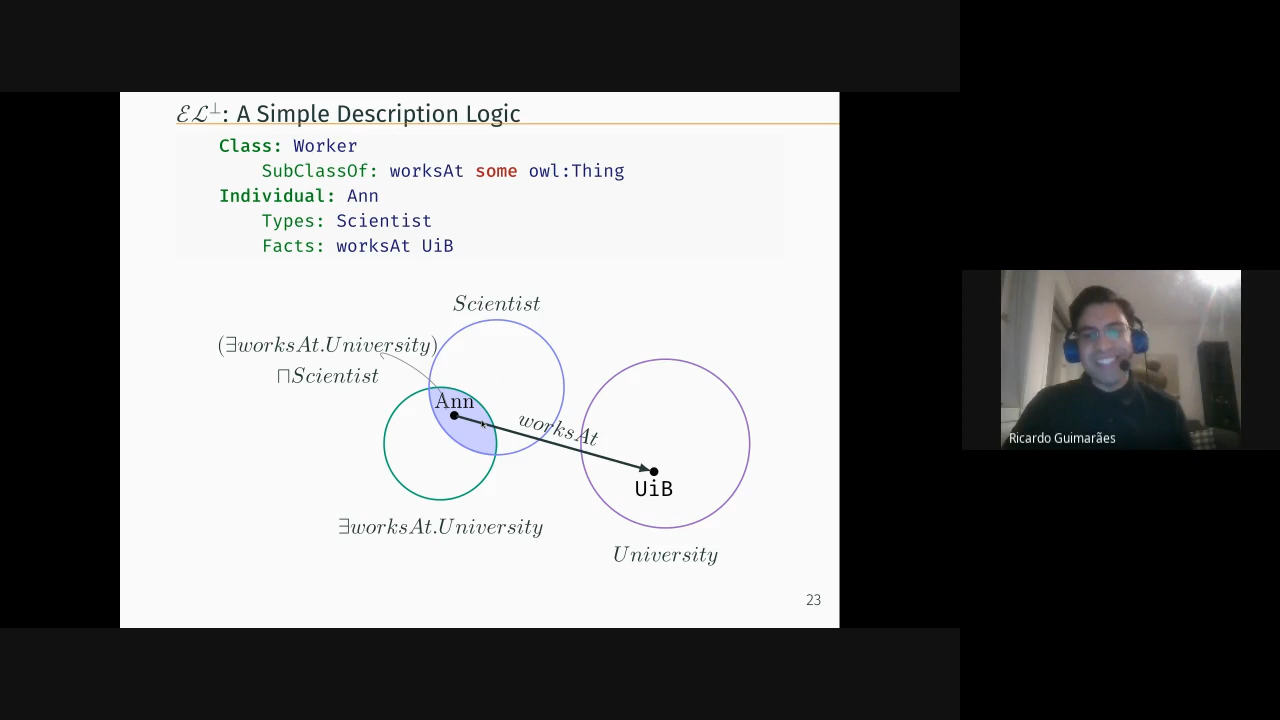 ℰℒ⊥: A Simple Description Logic
Class: Worker
SubClassOf: worksAt some owl:Thing
Individual: Ann
Types: Scientist
Facts: worksAt UiB
Scientist
(∃worksAt.University)
⊓Scientist
Ann
worksAt
UiB
∃worksAt.University
University
23
Ricardo Guimarães